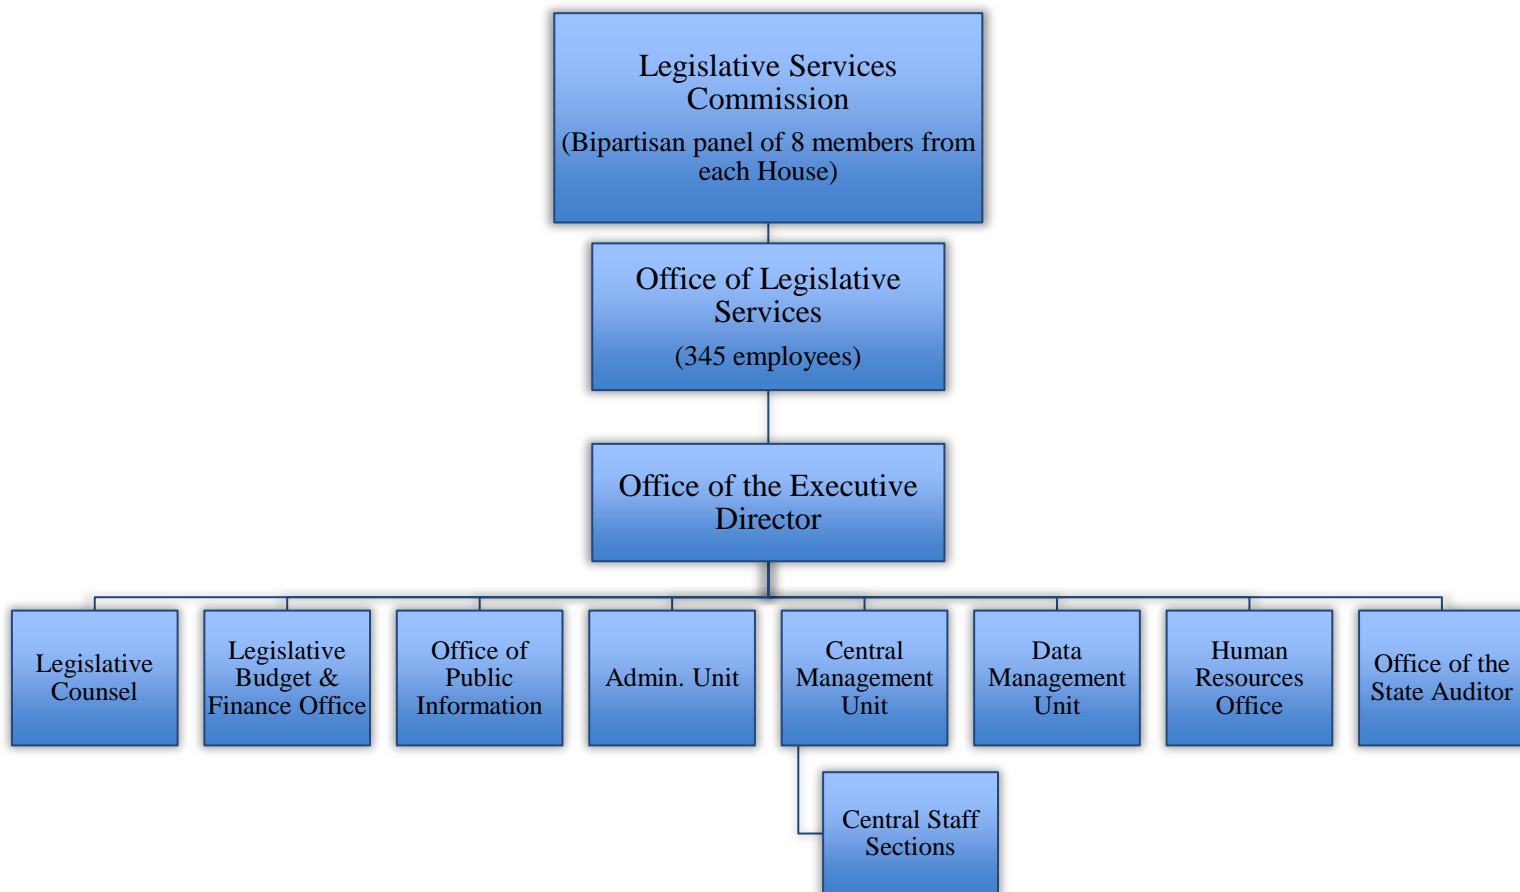 Legislative Services
Commission
(Bipartisan panel of 8 members from
each House)
Office of Legislative
Services
(345 employees)
Office of the Executive
Director
Legislative
Counsel
Legislative
Budget &
Finance Office
Office of
Public
Information
Admin. Unit
Central
Management
Unit
Data
Management
Unit
Human
Resources
Office
Office of the
State Auditor
Central Staff
Sections